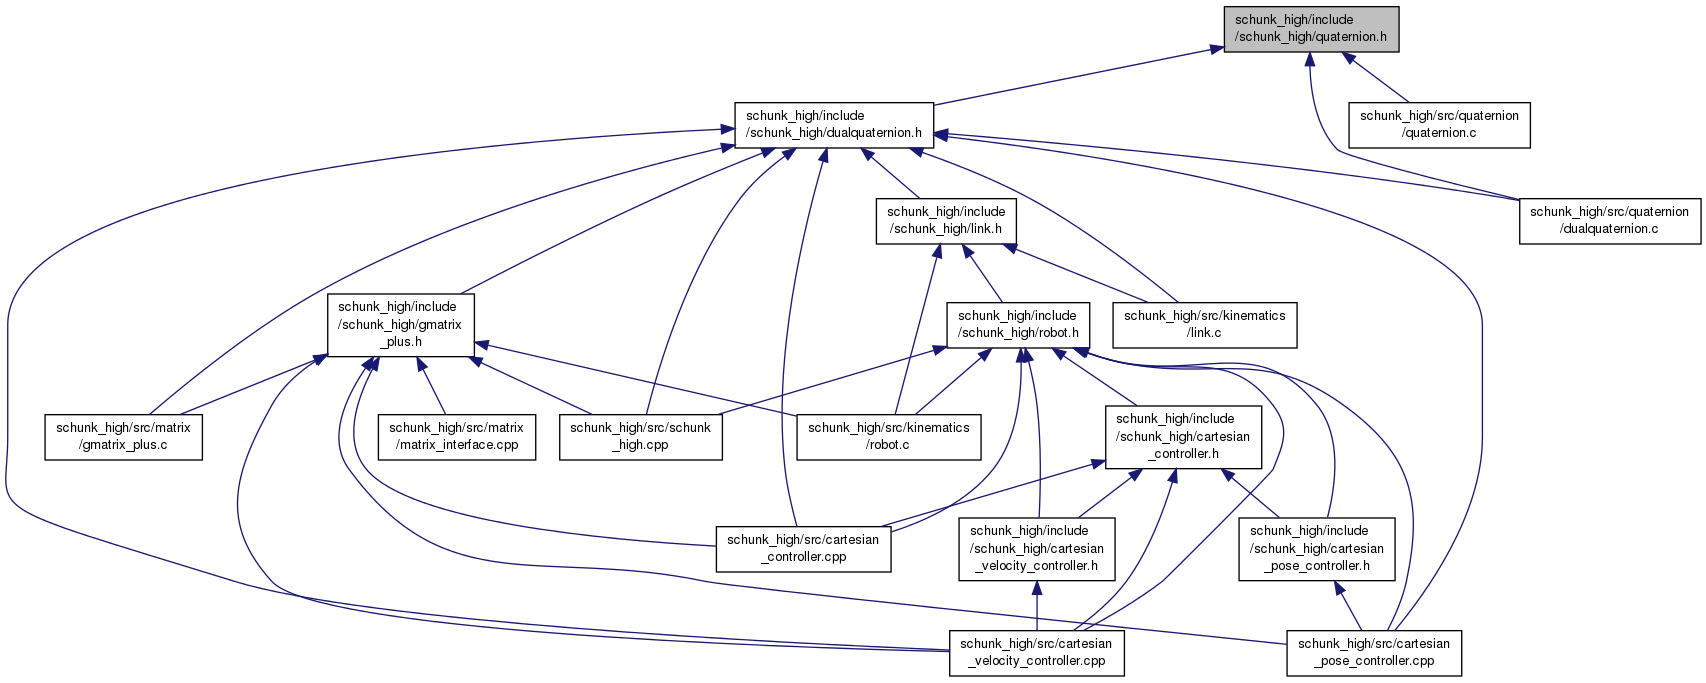 schunk_high/include
/schunk_high/quaternion.h
schunk_high/include
/schunk_high/dualquaternion.h
schunk_high/src/quaternion
/quaternion.c
schunk_high/include
/schunk_high/link.h
schunk_high/src/quaternion
/dualquaternion.c
schunk_high/include
/schunk_high/gmatrix
_plus.h
schunk_high/include
/schunk_high/robot.h
schunk_high/src/kinematics
/link.c
schunk_high/src/matrix
/gmatrix_plus.c
schunk_high/src/matrix
/matrix_interface.cpp
schunk_high/src/schunk
_high.cpp
schunk_high/src/kinematics
/robot.c
schunk_high/include
/schunk_high/cartesian
_controller.h
schunk_high/src/cartesian
_controller.cpp
schunk_high/include
/schunk_high/cartesian
_velocity_controller.h
schunk_high/include
/schunk_high/cartesian
_pose_controller.h
schunk_high/src/cartesian
_velocity_controller.cpp
schunk_high/src/cartesian
_pose_controller.cpp